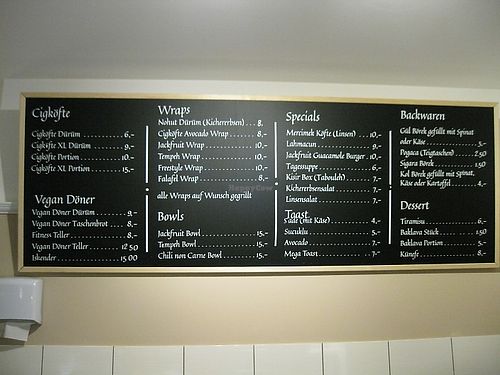 Cigköfte
Cigköfte Dürüm ............ 6,-
Cigköfte XL Dürüm ........ 9,-
Cigköfte Portion ........... 10,-
Cigköfte XL Portion ....... 15,-
Vegan Döner
Vegan Döner Dürüm ........ 9,-
Vegan Döner Taschenbrot .... 8,-
Fitness Teller ............... 8,-
Vegan Döner Teller ........ 12 50
Iskender ................... 15 00
Wraps
Nohut Dürüm (Kichererbsen) . . 8,
Cigköfte Avocado Wrap ....... 8,-
Jackfruit Wrap ............. 10,-
Tempeh Wrap ............. 10,-
Freestyle Wrap ............ 10,-
Falafel Wrap ............... 8,-
alle Wraps auf Wunsch gegrillt
Bowls
Jackfruit Bowl .............. 15,-
Tempeh Bowl .............. 15,-
Chili non Carne Bowl ....... 15,-
Specials
Mercimek Köfte (Linsen) ... 10,-
Lahmacun ................. 9,-
Jackfruit Guacamole Burger . 10,-
Tagessuppe ................ 6,-
Kisir Box (Tabouleh) ....... 7,-
Kichererbsensalat .......... 7,-
Linsensalat ................ 7,-
Toast
(mit Käse) ........... 4,-
Sucuklu .................. 5,-
Avocado .................. 7,-
Mega Toast ................ 7,-
Backwaren
Gül Börek gefüllt mit Spinat
oder Käse .................. 5,-
Pogaca (Teigtaschen) ...... 2.50
Sigara Börek .............. 1.50
Kol Börek gefüllt mit Spinat,
Käse oder Kartoffel ......... 4,-
Dessert
Tiramisu .................. 6,-
Baklava Stück ............. 1.50
Baklava Portion ............ 5,-
Künefe .................... 8,-
HappyCow